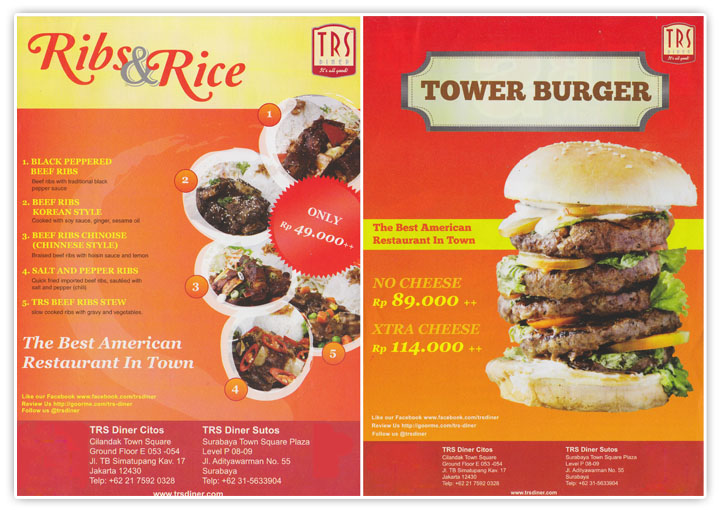 Ribs & Rice
TRS
DINER
It's all good!
1. BLACK PEPPERED
BEEF RIBS
Beef ribs with traditional black
pepper sauce
2. BEEF RIBS
KOREAN STYLE
Cooked with soy sauce, ginger, sesame oil
3. BEEF RIBS CHINOISE
(CHINNESE STYLE)
Braised beef ribs with hoisin sauce and lemon
4. SALT AND PEPPER RIBS
Quick fried imported beef ribs, sautéed with
salt and pepper (chili)
5. TRS BEEF RIBS STEW
slow cooked ribs with gravy and vegetables.
1
2
3
4
5
ONLY
Rp 49.000++
The Best American
Restaurant In Town
Like our Facebook www.facebook.com/trsdiner
Review Us http://goorme.com/trs-diner
Follow us @trsdiner
TRS Diner Citos
Cilandak Town Square
Ground Floor E 053 -054
Jl. TB Simatupang Kav. 17
Jakarta 12430
Telp: +62 21 7592 0328
TRS Diner Sutos
Surabaya Town Square Plaza
Level P 08-09
Jl. Adityawarman No. 55
Surabaya
Telp: +62 31-5633904
www.trsdiner.com
TRS
DINER
It's all good!
TOWER BURGER
The Best American
Restaurant In Town
NO CHEESE
Rp 89.000 ++
XTRA CHEESE
Rp 114.000 ++
Like our Facebook www.facebook.com/trsdiner
Review Us http://goorme.com/trs-diner
Follow us @trsdiner
TRS Diner Citos
Cilandak Town Square
Ground Floor E 053 -054
Jl. TB Simatupang Kav. 17
Jakarta 12430
Telp: +62 21 7592 0328
TRS Diner Sutos
Surabaya Town Square Plaza
Level P 08-09
Jl. Adityawarman No. 55
Surabaya
Telp: +62 31-5633904
www.trsdiner.com